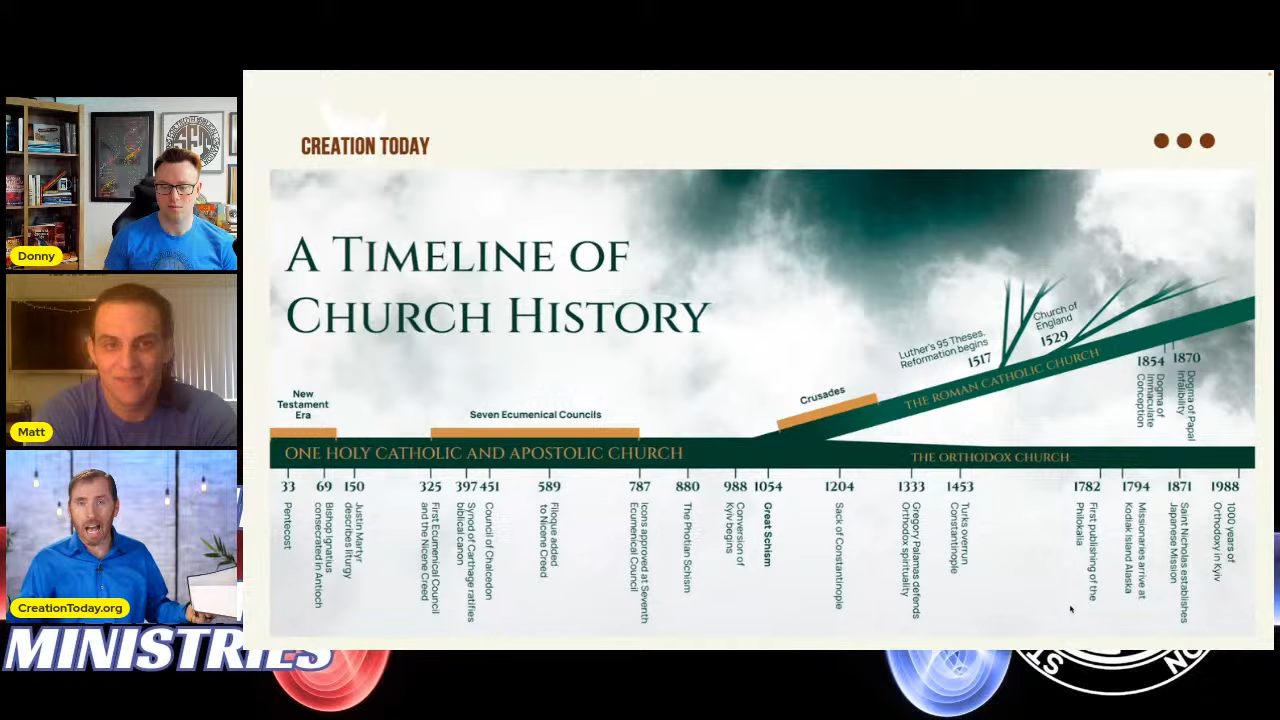 CREATION TODAY
A TIMELINE OF
CHURCH HISTORY
Luther's 95 Theses,
Reformation begins
1517
Church of
England
1529
1854
Dogma of
Immaculate
Conception
1870
Dogma of Papal
Infallibility
THE ROMAN CATHOLIC CHURCH
Crusades
New
Testament
Era
Seven Ecumenical Councils
ONE HOLY CATHOLIC AND APOSTOLIC CHURCH
THE ORTHODOX CHURCH
33
Pentecost
69
Bishop Ignatius
consecrated in Antioch
150
Justin Martyr
describes liturgy
325
First Ecumenical Council
and the Nicene Creed
397
Synod of Carthage ratifies
biblical canon
451
Council of Chalcedon
589
Filioque added
to Nicene Creed
787
Icons approved at Seventh
Ecumenical Council
880
The Photian Schism
988
Conversion of
Kyiv begins
1054
Great Schism
1204
Sack of Constantinople
1333
Gregory Palamas defends
Orthodox spirituality
1453
Turks overrun
Constantinople
1782
First publishing of the
Philokalia
1794
Missionaries arrive at
Kodiak Island Alaska
1871
Saint Nicholas establishes
Japanese Mission
1988
1000 years of
Orthodoxy in Kyiv
Donny
Matt
CreationToday.org
MINISTRIES